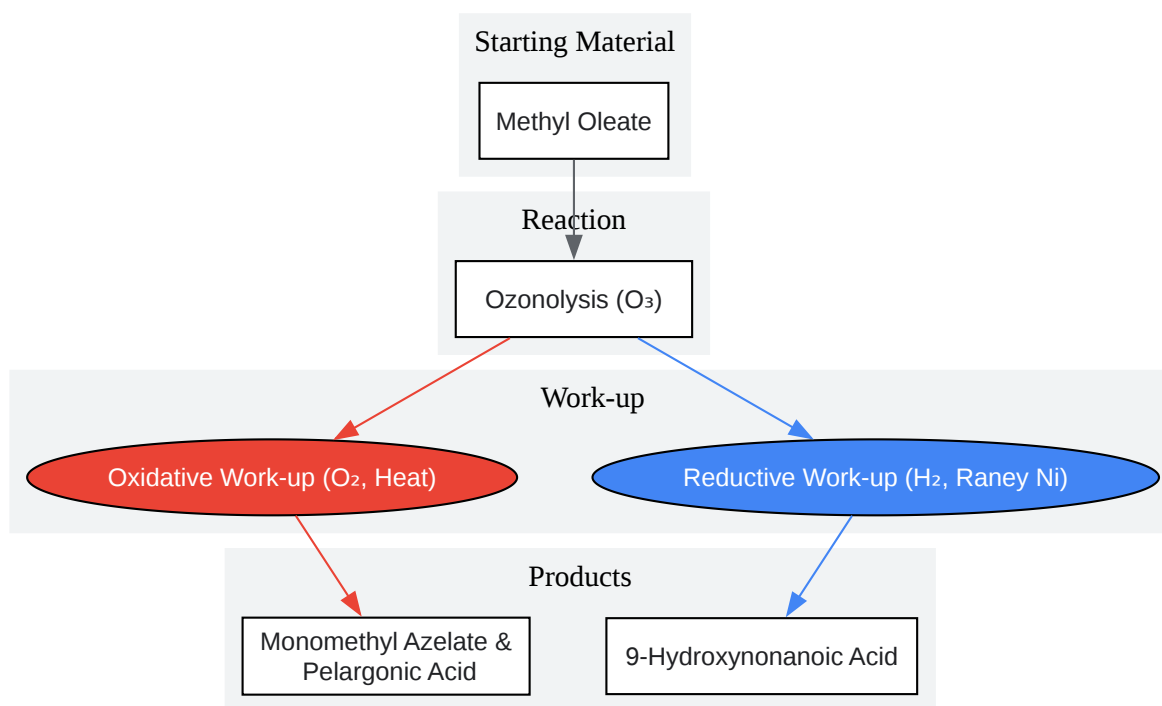 Starting Material
Methyl Oleate
Reaction
Ozonolysis (O₃)
Work-up
Oxidative Work-up (O₂, Heat)
Reductive Work-up (H₂, Raney Ni)
Products
Monomethyl Azelate &
Pelargonic Acid
9-Hydroxynonanoic Acid